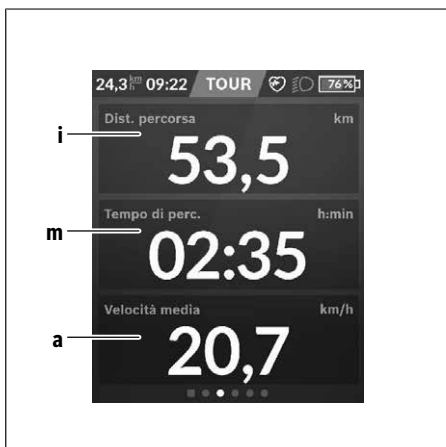 24,3 km/h 09:22 TOUR 76%
Dist. percorsa km
i
53,5
Tempo di perc. h:min
m
02:35
Velocità media km/h
a
20,7